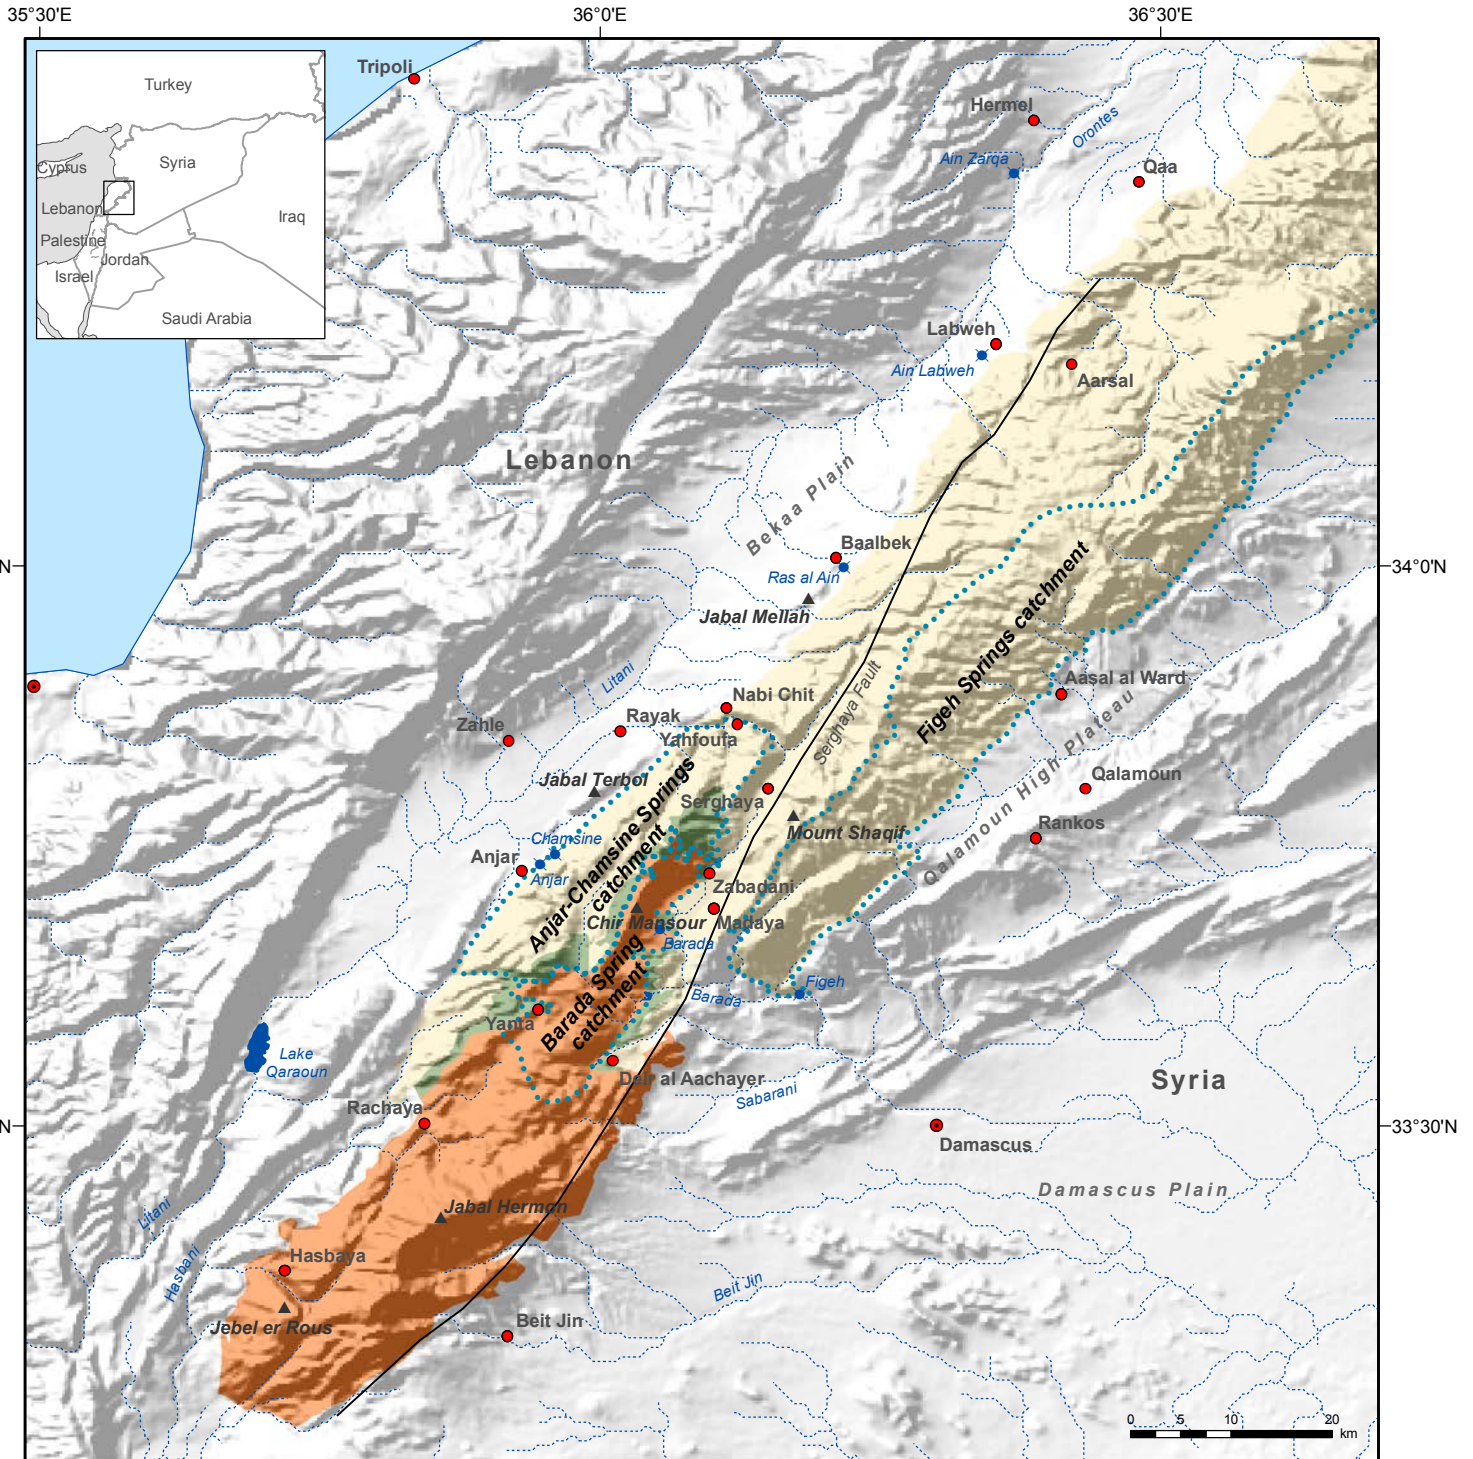 35°30'E
36°0'E
36°30'E
Turkey
Cyprus
Syria
Lebanon
Iraq
Palestine
Jordan
Israel
Saudi Arabia
Tripoli
Hermel
Orontes
Ain Zarqa
Qaa
Labweh
Ain Labweh
Aarsal
Lebanon
Bekaa Plain
Baalbek
Ras al Ain
Jabal Mellah
N
34°0'N
Figeh Springs catchment
Litani
Serghaya Fault
Aasal al Ward
Nabi Chit
Rayak
Zahle
Yahfoufa
Jabal Terbol
Serghaya
Qalamoun
Qalamoun High Plateau
Mount Shaqif
Rankos
Chamsine
Anjar
Anjar
Anjar-Chamsine Springs
catchment
Zabadani
Chir Mansour
Madaya
Barada
Barada Spring
catchment
Figeh
Barada
Yanta
Lake
Qaraoun
Deir al Aachayer
Syria
Sabarani
Rachaya
N
33°30'N
Damascus
Damascus Plain
Jabal Hermon
Litani
Hasbani
Hasbaya
Beit Jin
Jebel er Rous
Beit Jin
0 5 10 20
km